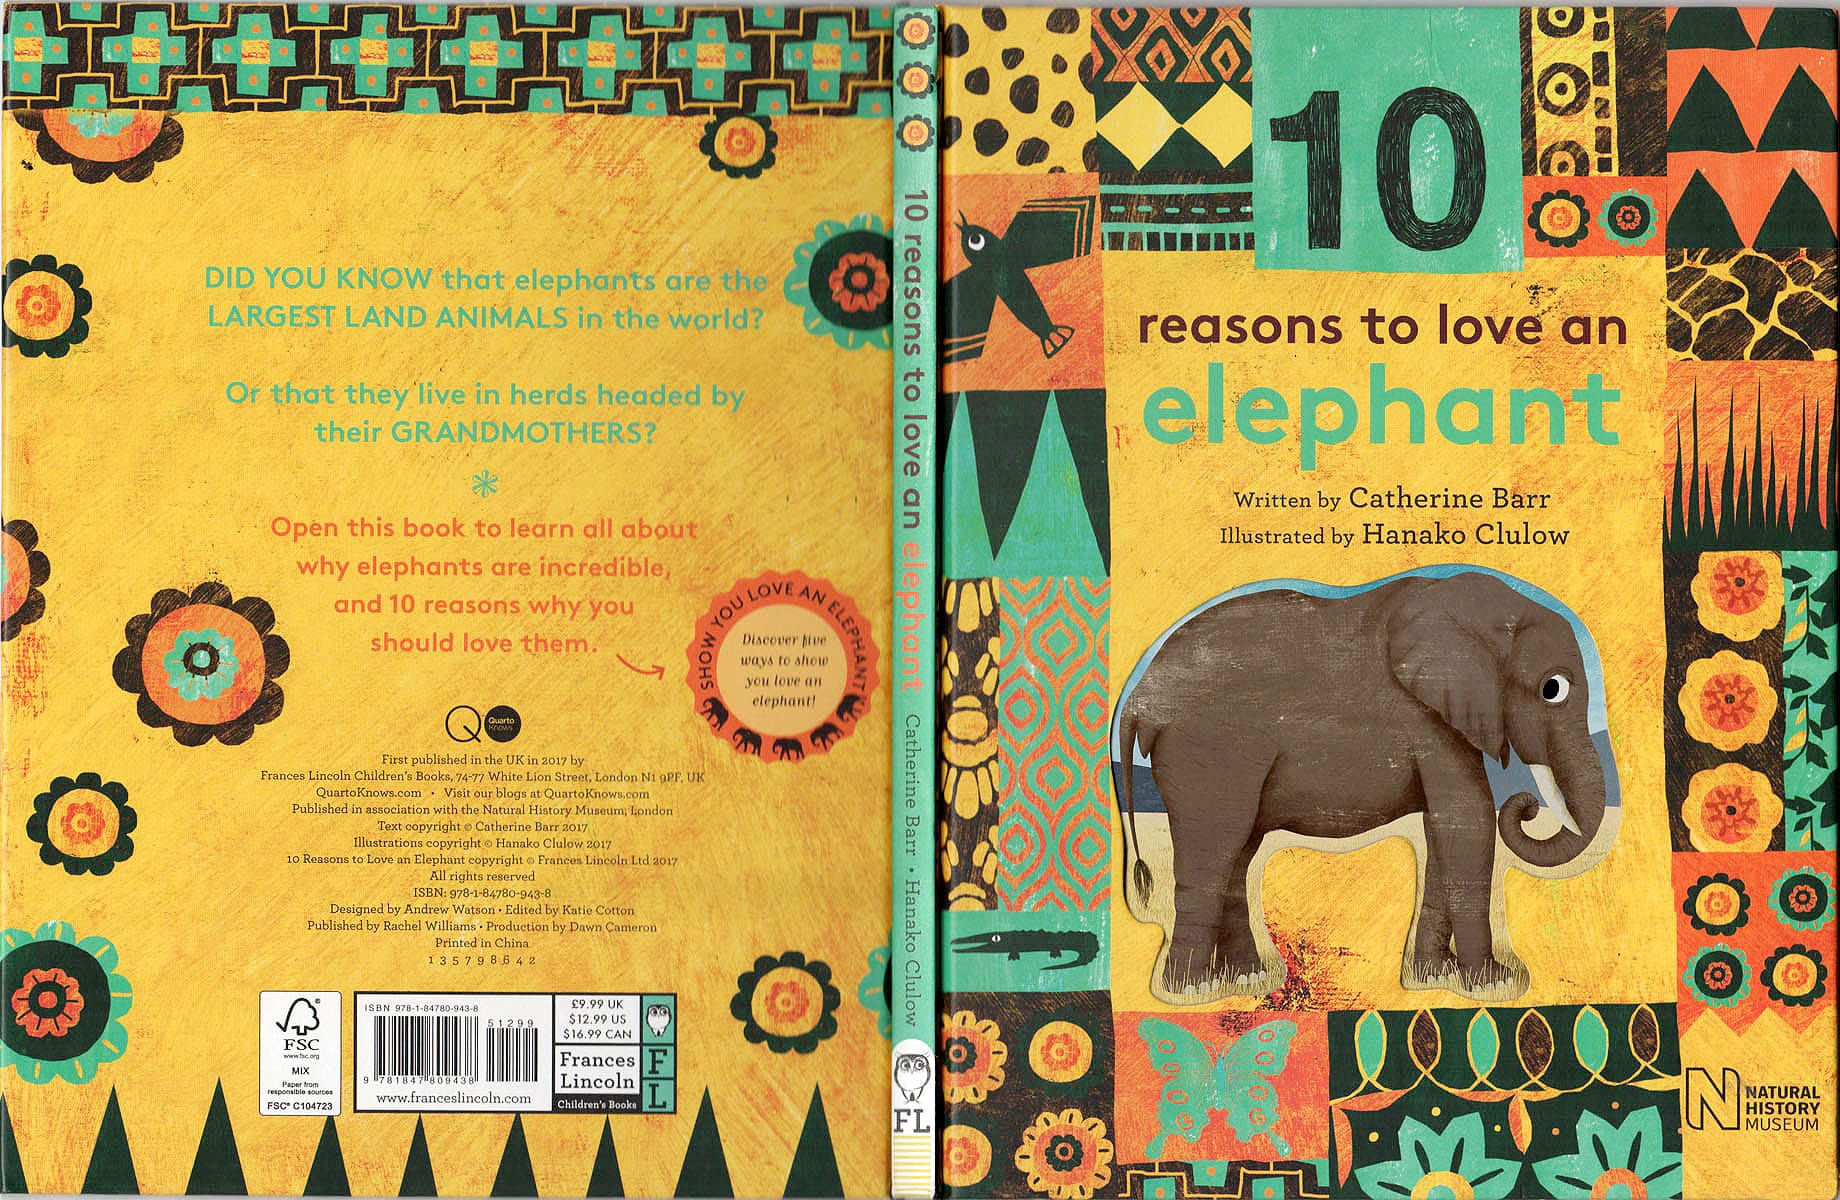 DID YOU KNOW that elephants are the
LARGEST LAND ANIMALS in the world?
Or that they live in herds headed by
their GRANDMOTHERS?
Open this book to learn all about
why elephants are incredible,
and 10 reasons why you
should love them.
SHOW YOU LOVE AN ELEPHANT
Discover five
ways to show
you love an
elephant!
Q
Quarto
Knows
First published in the UK in 2017 by
Frances Lincoln Children's Books, 74-77 White Lion Street, London N1 9PF, UK
QuartoKnows.com • Visit our blogs at QuartoKnows.com
Published in association with the Natural History Museum, London
Text copyright © Catherine Barr 2017
Illustrations copyright © Hanako Clulow 2017
10 Reasons to Love an Elephant copyright © Frances Lincoln Ltd 2017
All rights reserved
ISBN: 978-1-84780-943-8
Designed by Andrew Watson • Edited by Katie Cotton
Published by Rachel Williams • Production by Dawn Cameron
Printed in China
1 3 5 7 9 8 6 4 2
FSC
www.fsc.org
MIX
Paper from
responsible sources
FSC® C104723
ISBN 978-1-84780-943-8
51299
9 781847 809438
www.franceslincoln.com
£9.99 UK
$12.99 US
$16.99 CAN
Frances
Lincoln
Children's Books
F
L
10 reasons to love an elephant Catherine Barr • Hanako Clulow
FL
10
reasons to love an
elephant
Written by Catherine Barr
Illustrated by Hanako Clulow
N
NATURAL
HISTORY
MUSEUM